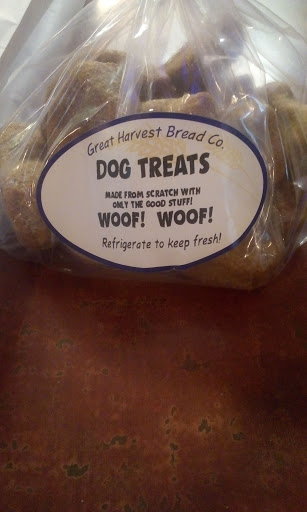 Great Harvest Bread Co.
DOG TREATS
MADE FROM SCRATCH WITH
ONLY THE GOOD STUFF!
WOOF! WOOF!
Refrigerate to keep fresh!